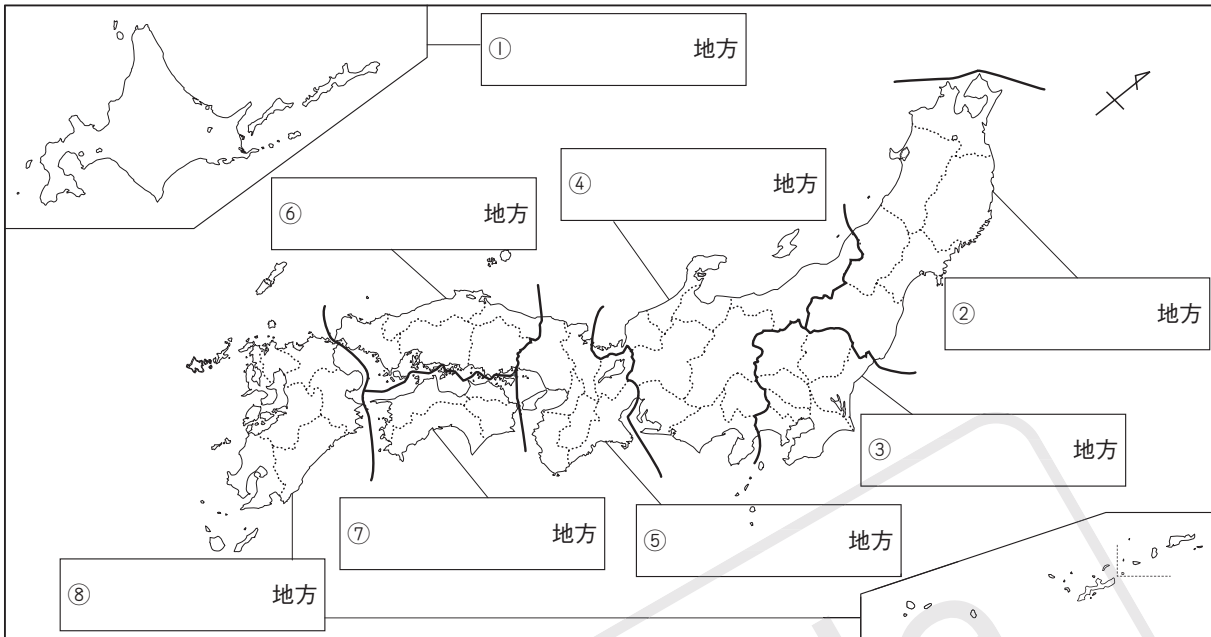 ① 地方
② 地方
③ 地方
④ 地方
⑤ 地方
⑥ 地方
⑦ 地方
⑧ 地方